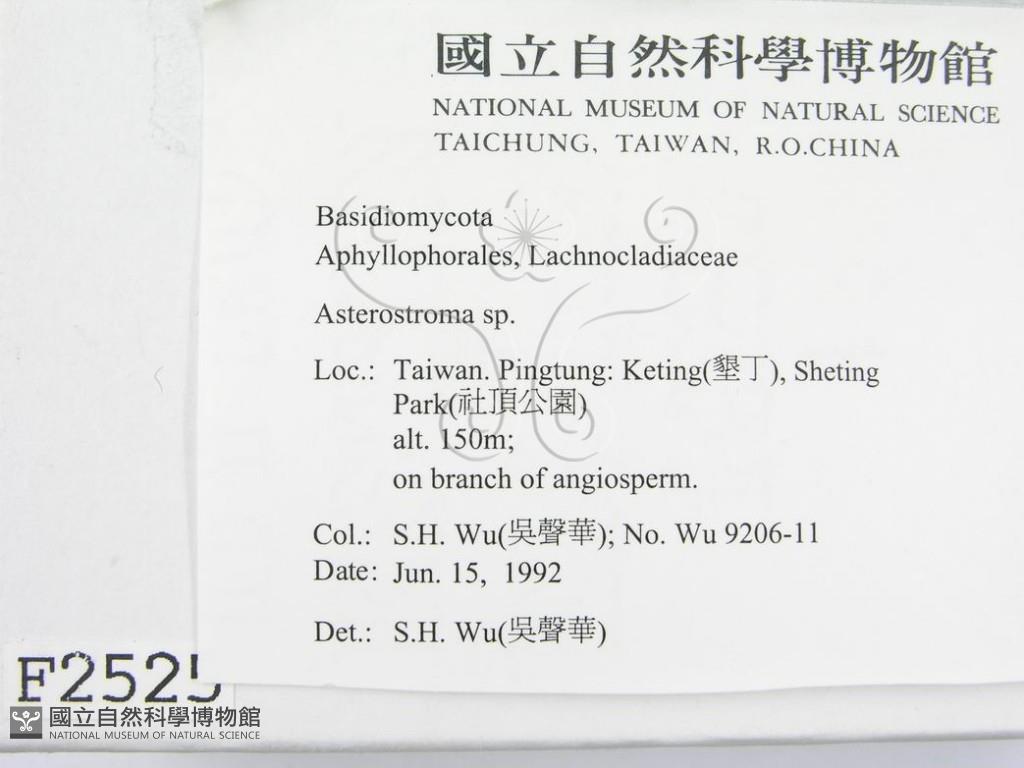 國立自然科學博物館
NATIONAL MUSEUM OF NATURAL SCIENCE
TAICHUNG, TAIWAN, R.O.CHINA
Basidiomycota
Aphyllophorales, Lachnocladiaceae
Asterostroma sp.
Loc.: Taiwan. Pingtung: Keting(墾丁), Sheting
Park(社頂公園)
alt. 150m;
on branch of angiosperm.
Col.: S.H. Wu(吳聲華); No. Wu 9206-11
Date: Jun. 15, 1992
Det.: S.H. Wu(吳聲華)
F2525
國立自然科學博物館
NATIONAL MUSEUM OF NATURAL SCIENCE